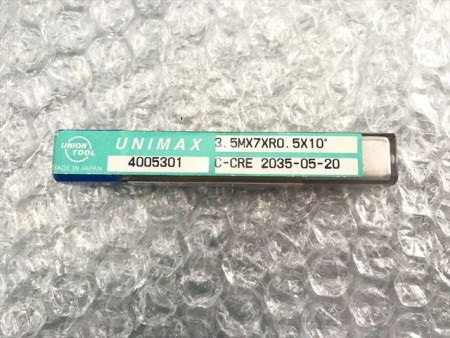 UNION TOOL
MADE IN JAPAN
UNIMAX
4005301
3.5MX7XR0.5X10°
C-CRE 2035-05-20